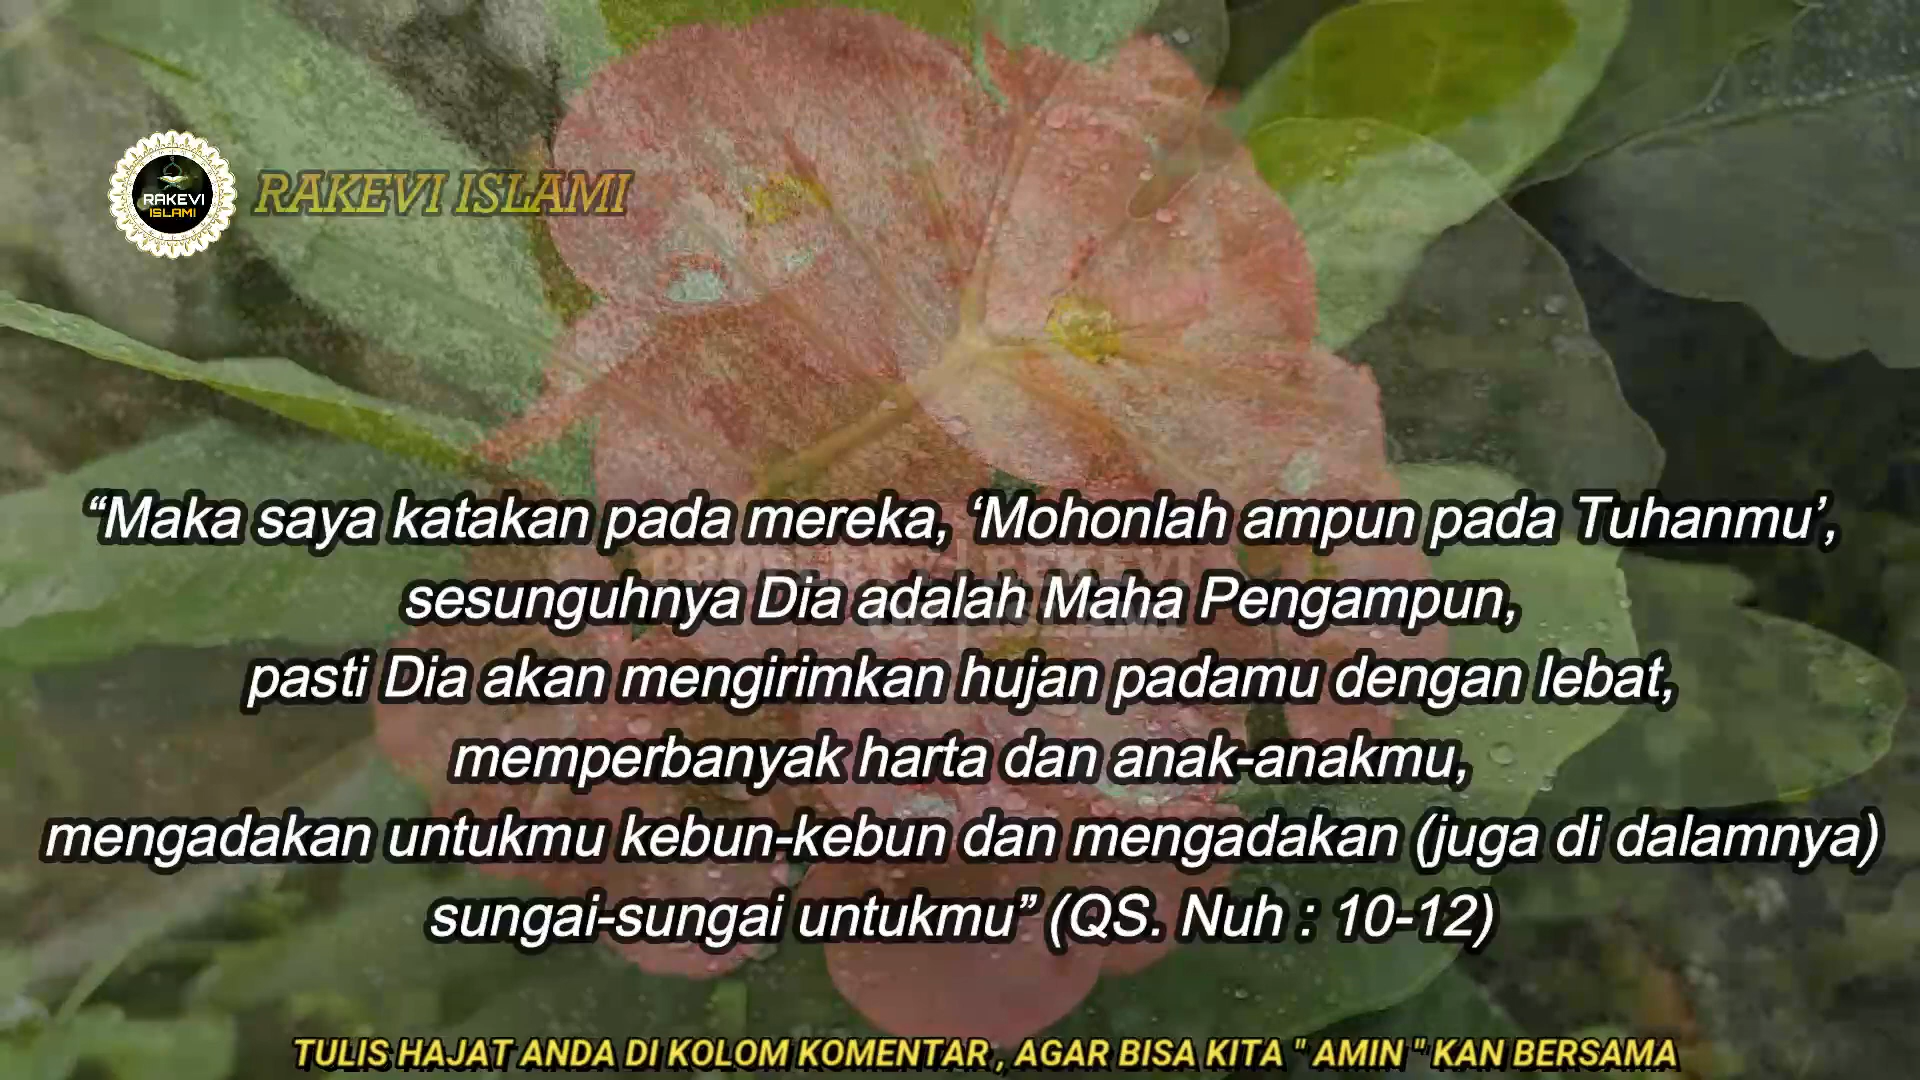 RAKEVI
ISLAMI
RAKEVI ISLAMI
“Maka saya katakan pada mereka, ‘Mohonlah ampun pada Tuhanmu’,
sesunguhnya Dia adalah Maha Pengampun,
pasti Dia akan mengirimkan hujan padamu dengan lebat,
memperbanyak harta dan anak-anakmu,
mengadakan untukmu kebun-kebun dan mengadakan (juga di dalamnya)
sungai-sungai untukmu” (QS. Nuh : 10-12)
TULIS HAJAT ANDA DI KOLOM KOMENTAR , AGAR BISA KITA " AMIN " KAN BERSAMA